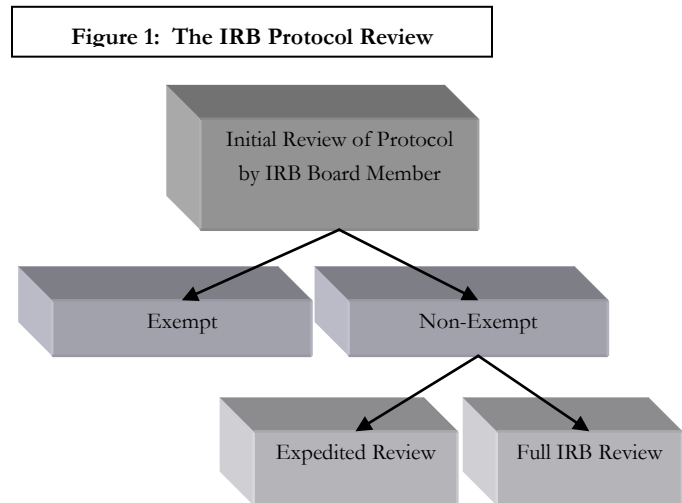 Figure 1:  The IRB Protocol Review
Initial Review of Protocol
by IRB Board Member
Exempt
Non-Exempt
Expedited Review
Full IRB Review